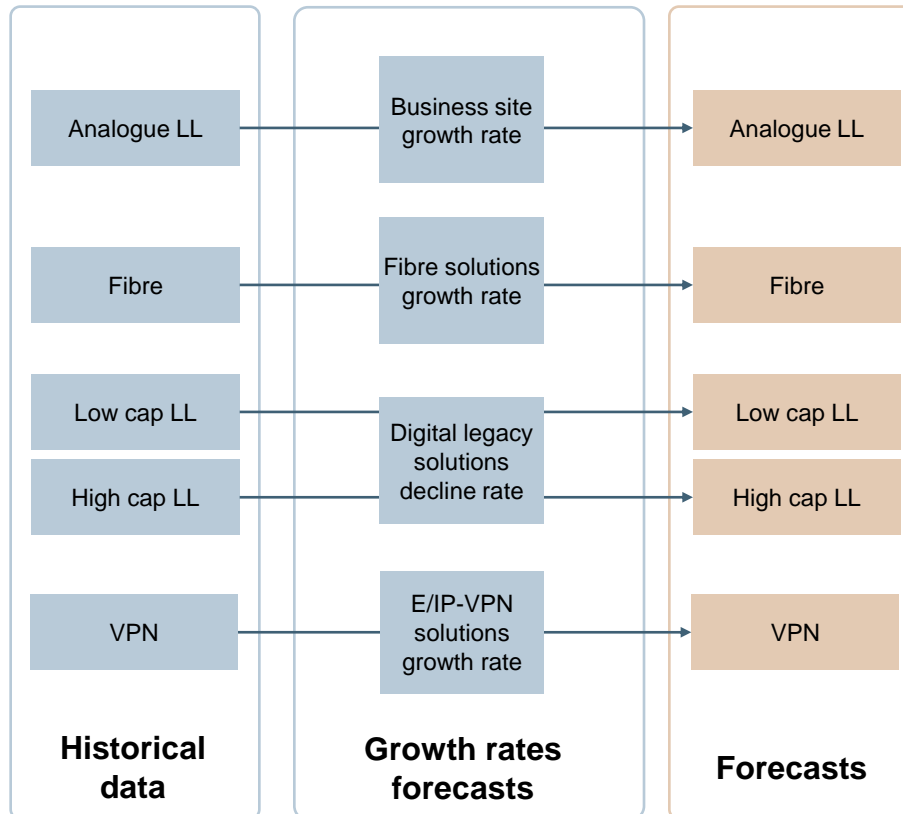 Analogue LL
Business site
growth rate
Analogue LL
Fibre
Fibre solutions
growth rate
Fibre
Low cap LL
High cap LL
Digital legacy
solutions
decline rate
Low cap LL
High cap LL
VPN
E/IP-VPN
solutions
growth rate
VPN
Historical
data
Growth rates
forecasts
Forecasts